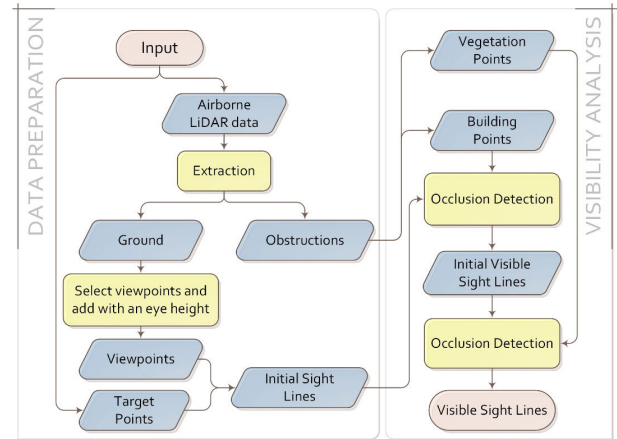 DATA PREPARATION
Input
Airborne
LiDAR data
Extraction
Ground
Obstructions
Select viewpoints and
add with an eye height
Viewpoints
Target
Points
Initial Sight
Lines
VISIBILITY ANALYSIS
Vegetation
Points
Building
Points
Occlusion Detection
Initial Visible
Sight Lines
Occlusion Detection
Visible Sight Lines